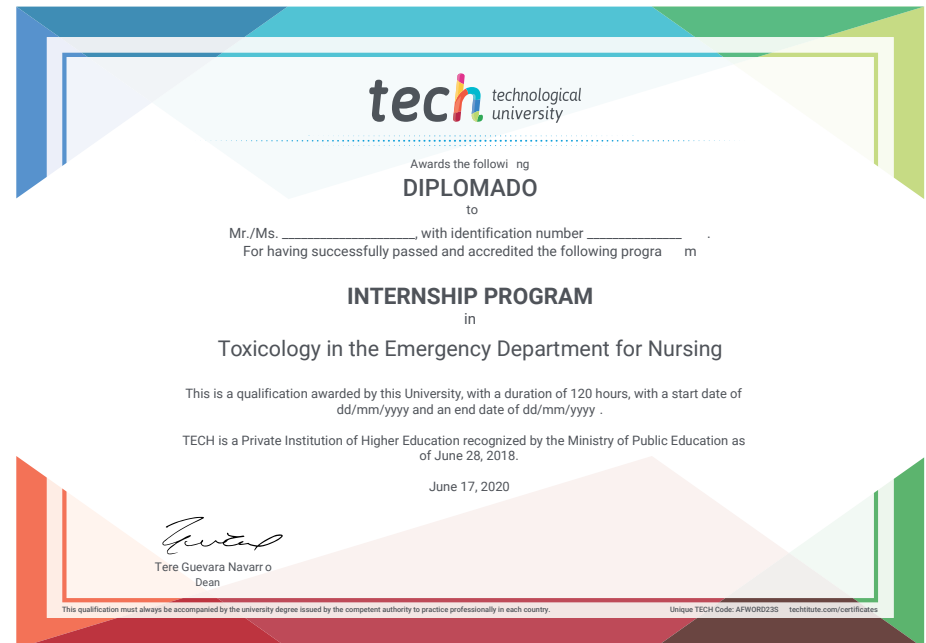 tech technological
university
Awards the followi ng
DIPLOMADO
to
Mr./Ms. ____________________, with identification number ______________ .
For having successfully passed and accredited the following progra m
INTERNSHIP PROGRAM
in
Toxicology in the Emergency Department for Nursing
This is a qualification awarded by this University, with a duration of 120 hours, with a start date of
dd/mm/yyyy and an end date of dd/mm/yyyy .
TECH is a Private Institution of Higher Education recognized by the Ministry of Public Education as
of June 28, 2018.
June 17, 2020
Tere Guevara Navarr o
Dean
This qualification must always be accompanied by the university degree issued by the competent authority to practice professionally in each country. Unique TECH Code: AFWORD23S techtitute.com/certificates